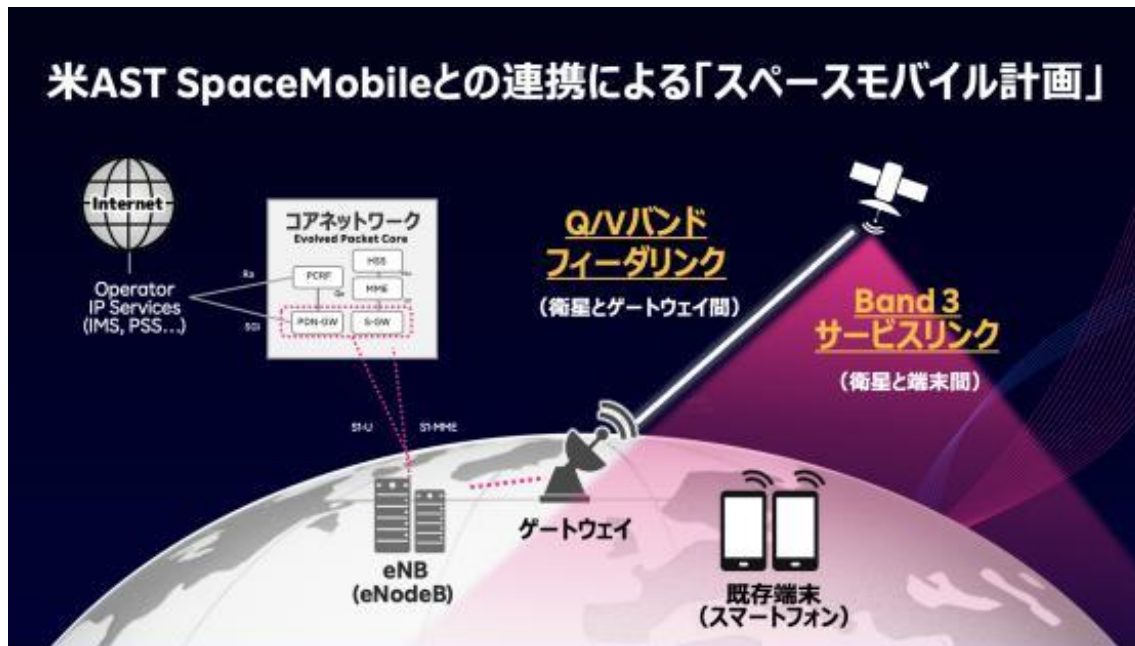 米AST SpaceMobileとの連携による「スペースモバイル計画」
Internet
Operator
IP Services
(IMS, PSS...)
Rx
SGi
コアネットワーク
Evolved Packet Core
HSS
PCRF
Gx
MME
PDN-GW
S-GW
S1-U
S1-MME
Q/Vバンド
フィーダリンク
(衛星とゲートウェイ間)
Band 3
サービスリンク
(衛星と端末間)
ゲートウェイ
eNB
(eNodeB)
既存端末
(スマートフォン)